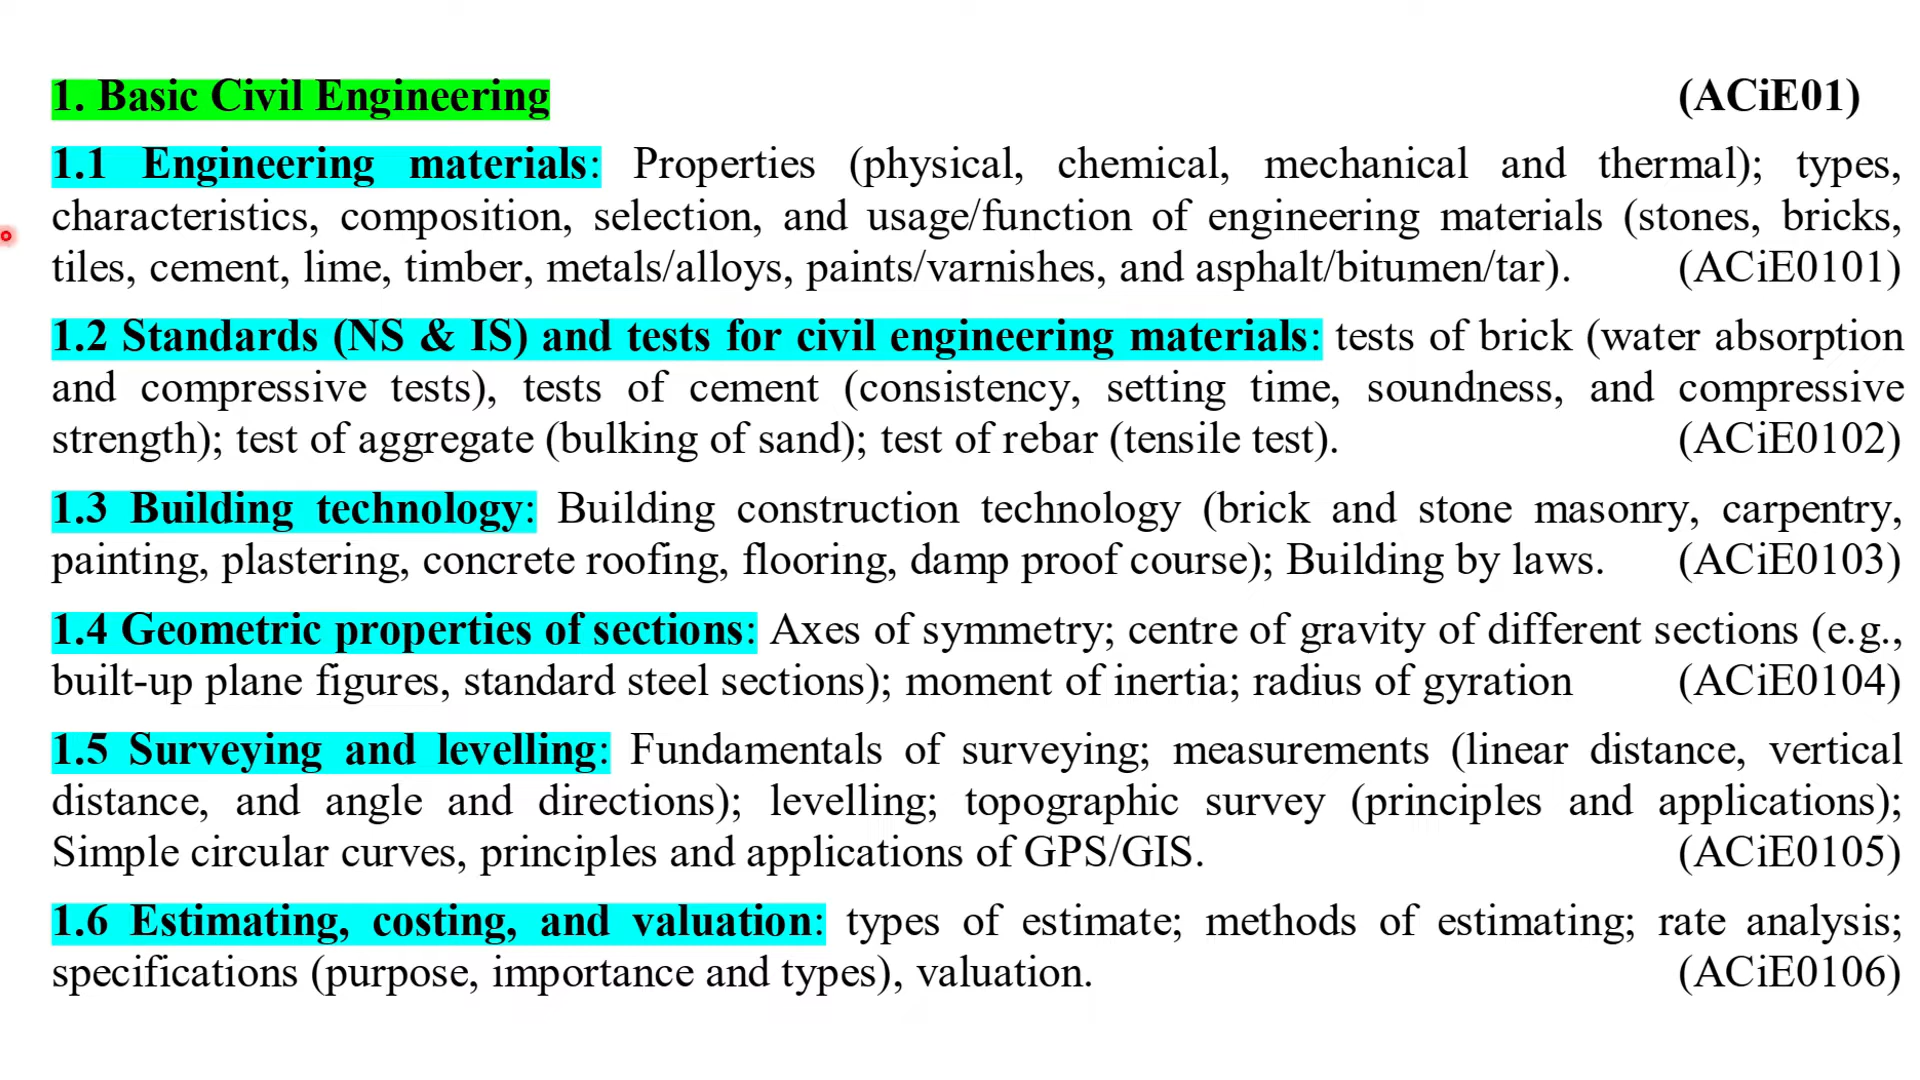 1. Basic Civil Engineering (ACiE01)
1.1 Engineering materials: Properties (physical, chemical, mechanical and thermal); types,
characteristics, composition, selection, and usage/function of engineering materials (stones, bricks,
tiles, cement, lime, timber, metals/alloys, paints/varnishes, and asphalt/bitumen/tar). (ACiE0101)
1.2 Standards (NS & IS) and tests for civil engineering materials: tests of brick (water absorption
and compressive tests), tests of cement (consistency, setting time, soundness, and compressive
strength); test of aggregate (bulking of sand); test of rebar (tensile test). (ACiE0102)
1.3 Building technology: Building construction technology (brick and stone masonry, carpentry,
painting, plastering, concrete roofing, flooring, damp proof course); Building by laws. (ACiE0103)
1.4 Geometric properties of sections: Axes of symmetry; centre of gravity of different sections (e.g.,
built-up plane figures, standard steel sections); moment of inertia; radius of gyration (ACiE0104)
1.5 Surveying and levelling: Fundamentals of surveying; measurements (linear distance, vertical
distance, and angle and directions); levelling; topographic survey (principles and applications);
Simple circular curves, principles and applications of GPS/GIS. (ACiE0105)
1.6 Estimating, costing, and valuation: types of estimate; methods of estimating; rate analysis;
specifications (purpose, importance and types), valuation. (ACiE0106)